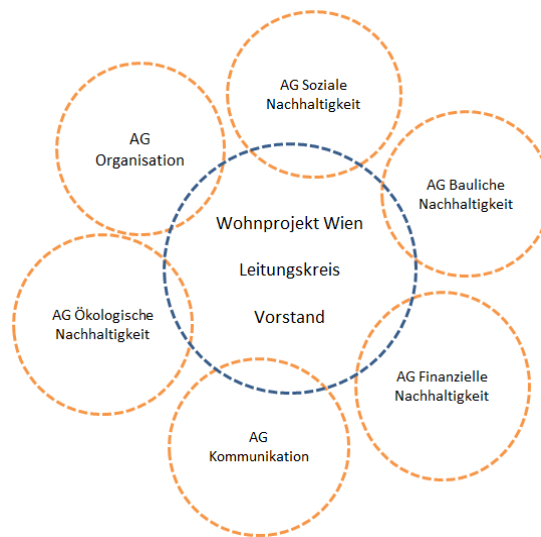 AG Soziale
Nachhaltigkeit
AG
Organisation
AG Bauliche
Nachhaltigkeit
Wohnprojekt Wien
Leitungskreis
Vorstand
AG Ökologische
Nachhaltigkeit
AG Finanzielle
Nachhaltigkeit
AG
Kommunikation